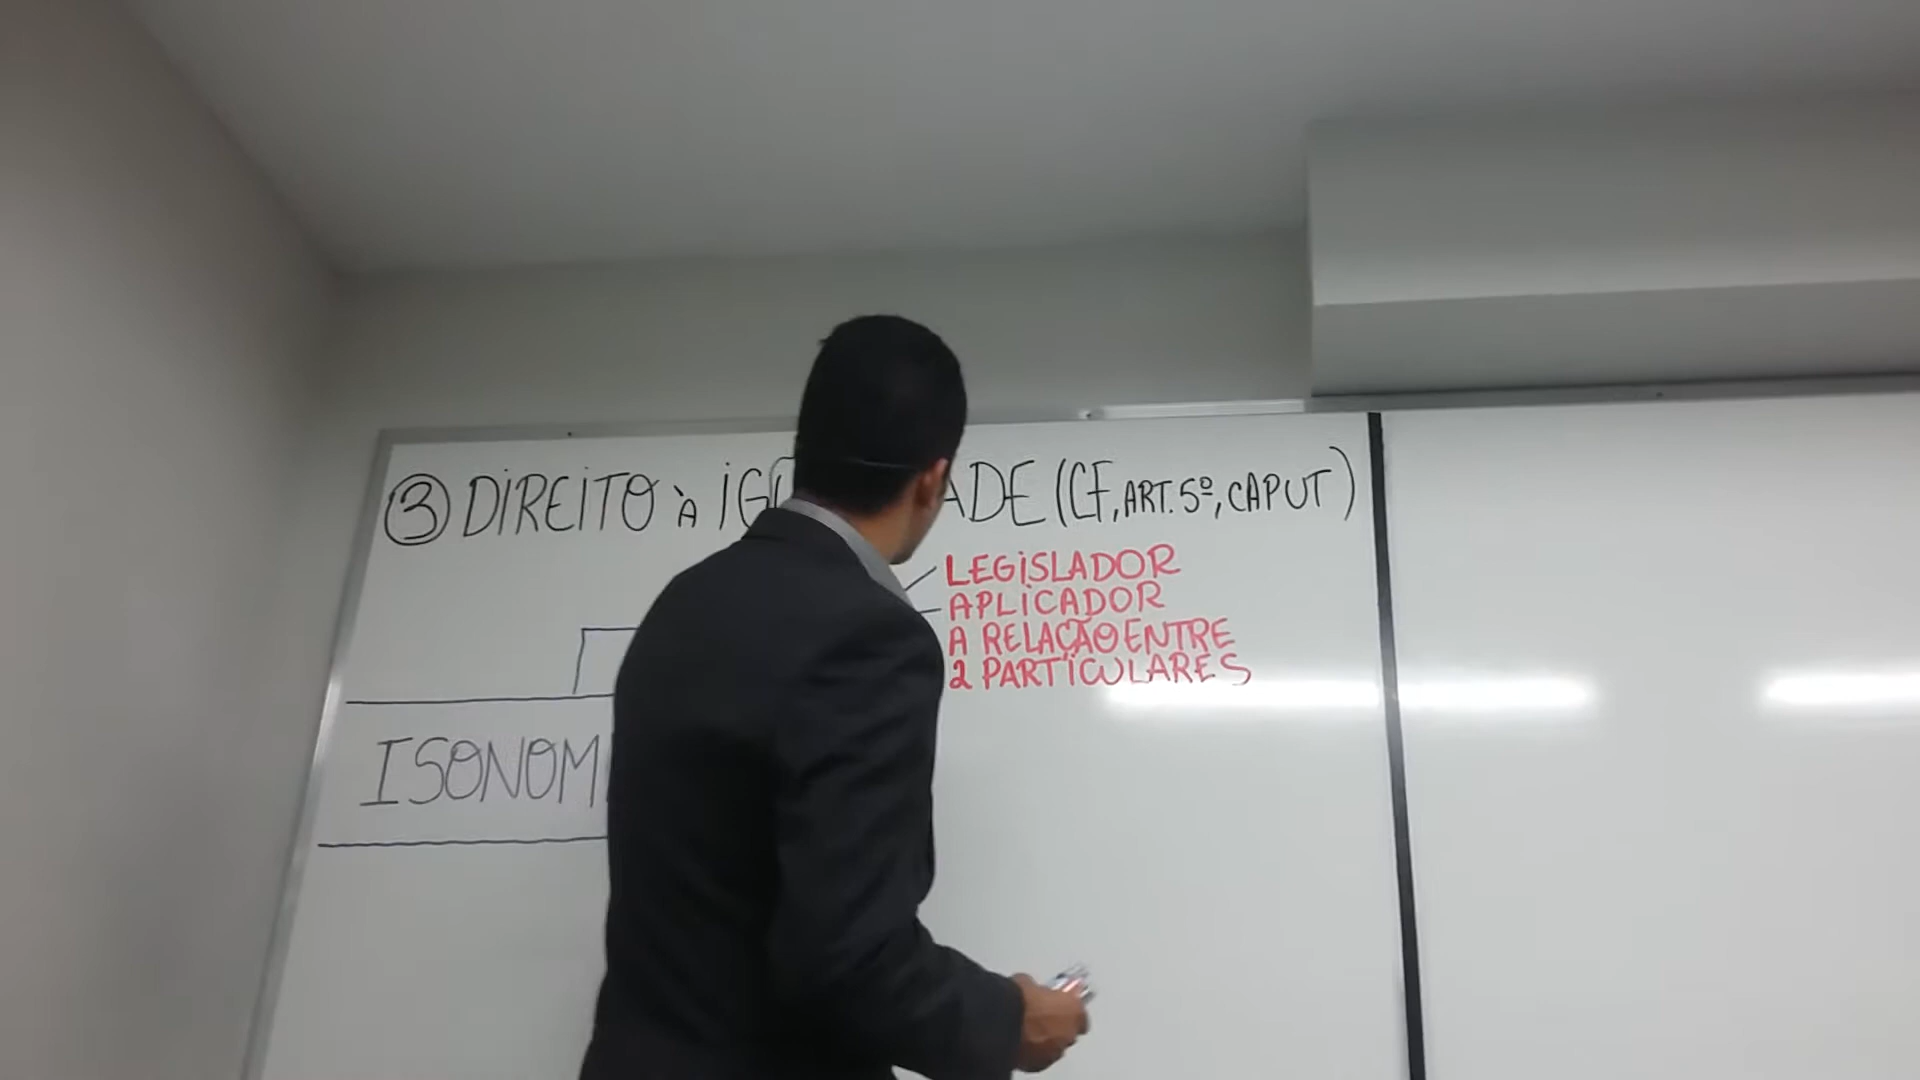 ③ DIREITO À IG ADE (CF, ART. 5º, CAPUT)
LEGISLADOR
APLICADOR
A RELAÇÃO ENTRE
2 PARTICULARES
ISONOM